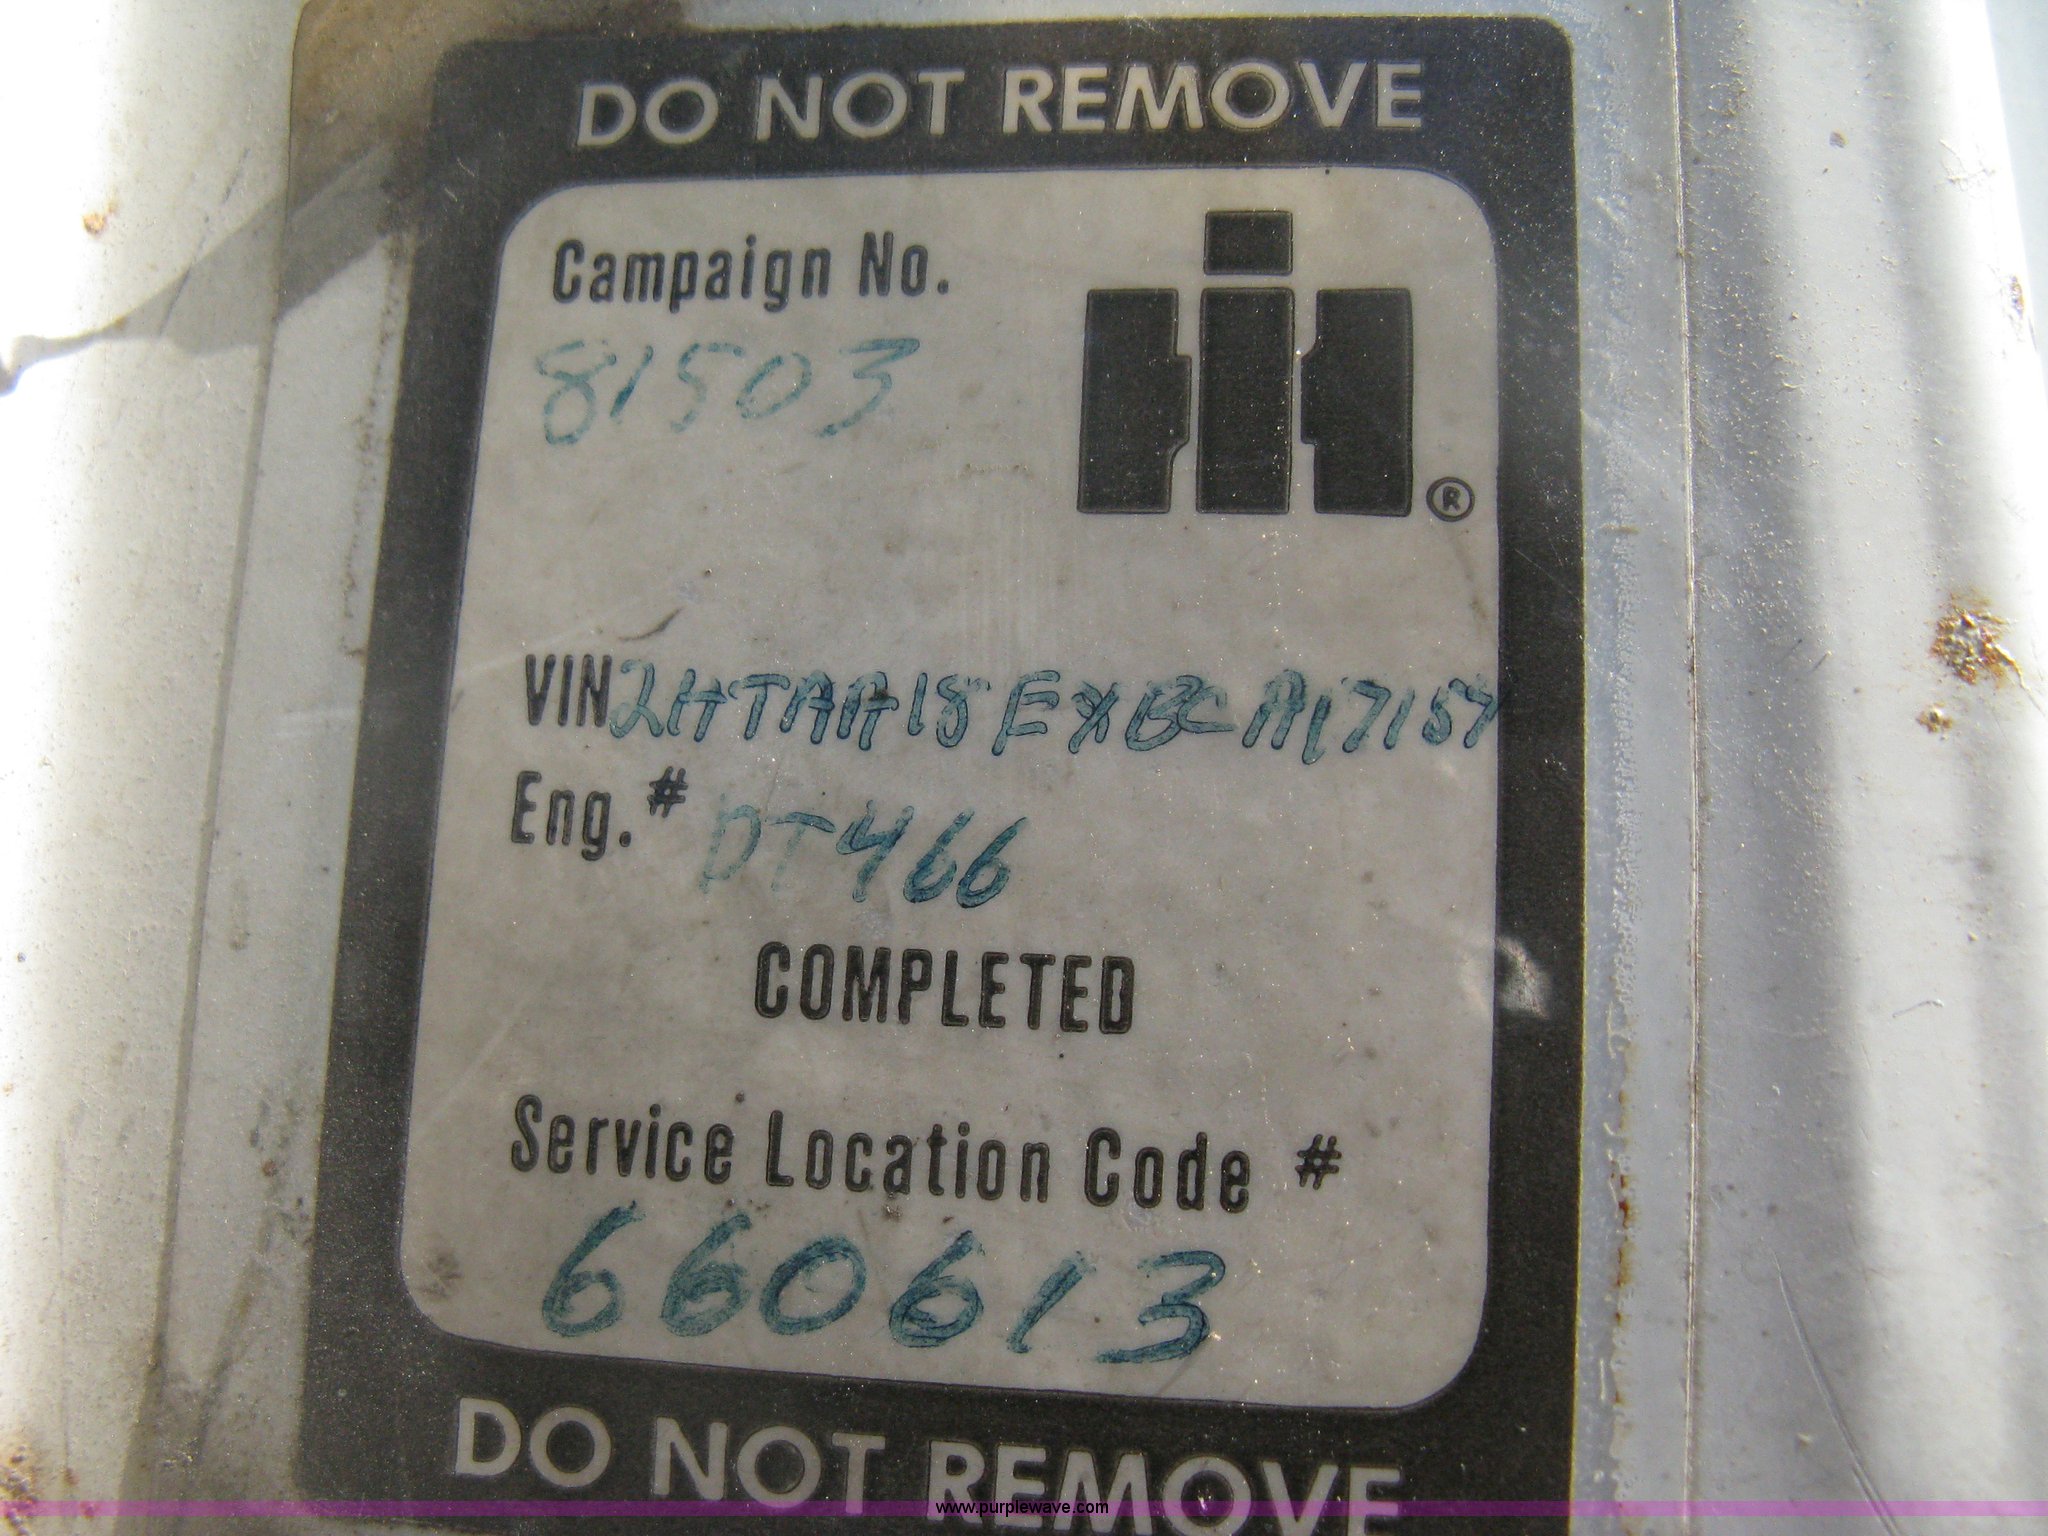 DO NOT REMOVE
Campaign No.
81503
®
VIN 2HTAA18EXBCA17157
Eng.# DT466
COMPLETED
Service Location Code #
660613
DO NOT REMOVE
www.purplewave.com